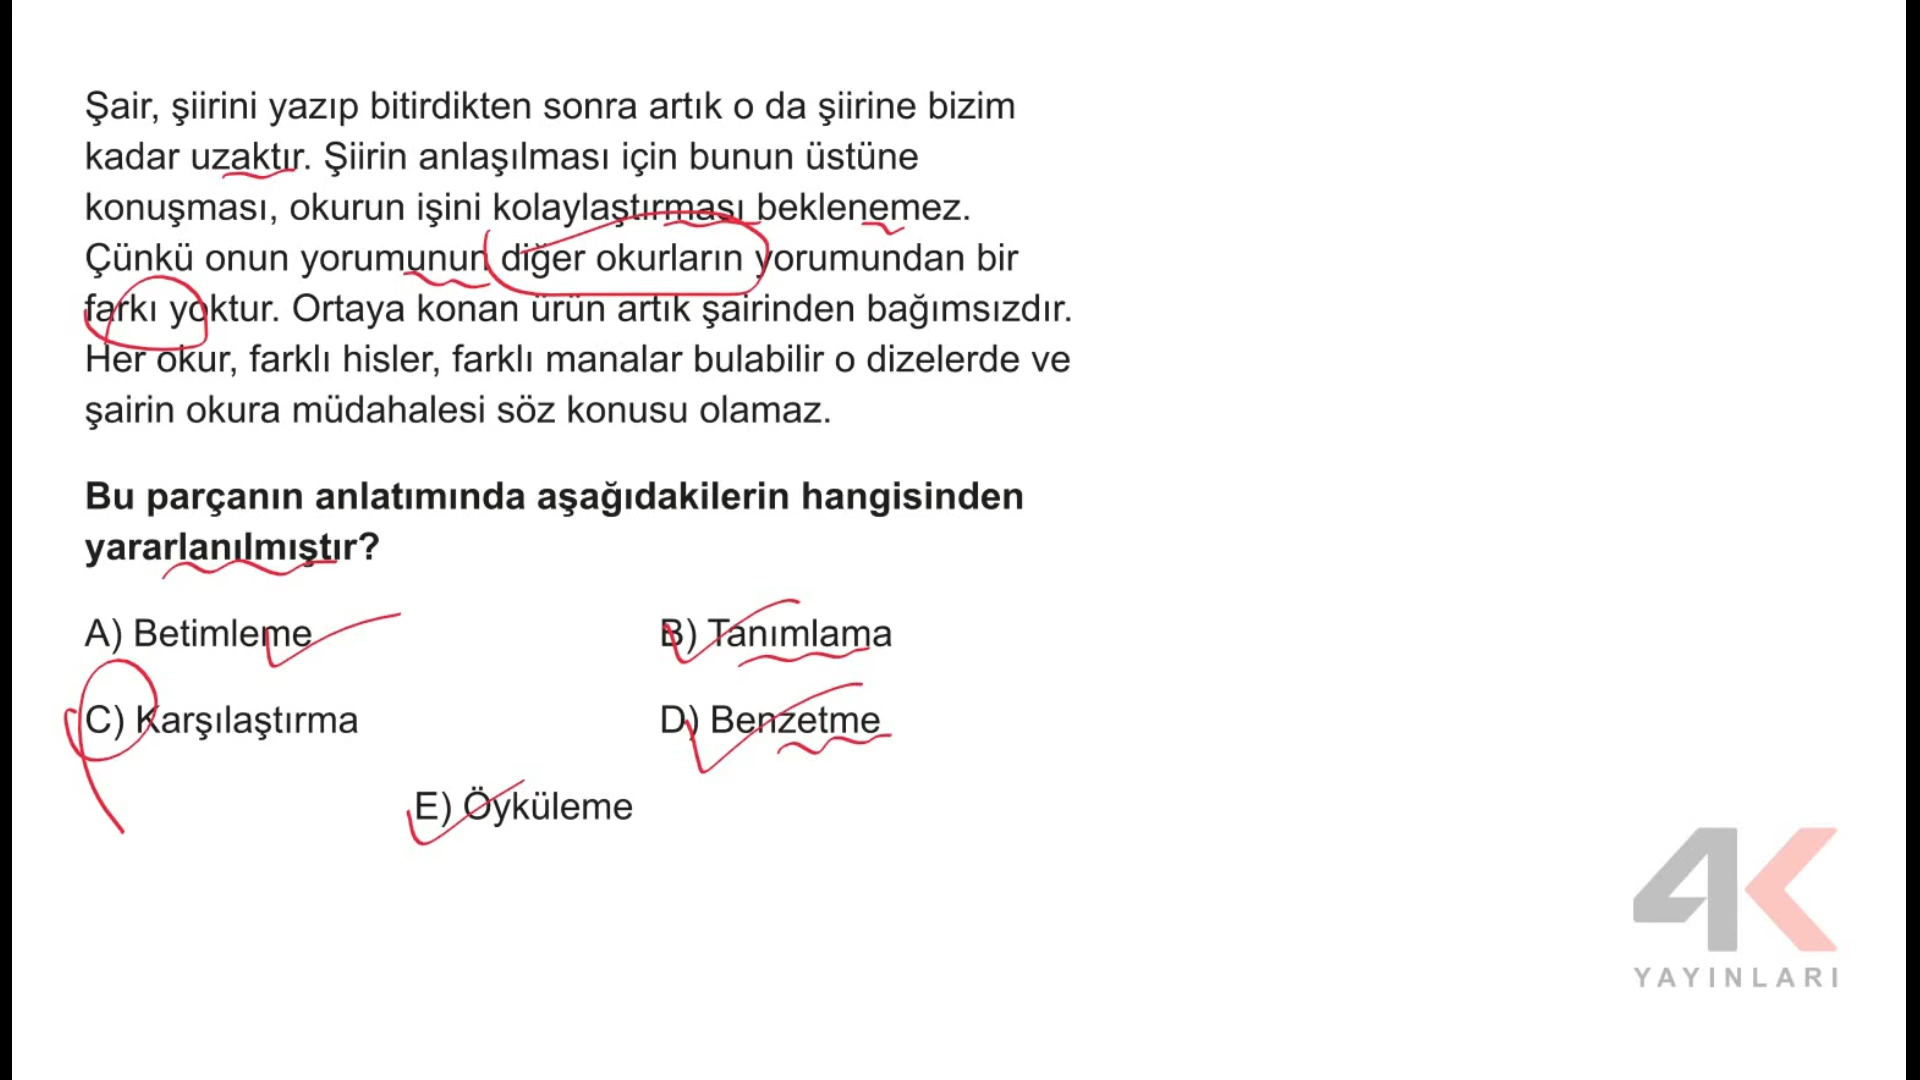 Şair, şiirini yazıp bitirdikten sonra artık o da şiirine bizim
kadar uzaktır. Şiirin anlaşılması için bunun üstüne
konuşması, okurun işini kolaylaştırması beklenemez.
Çünkü onun yorumunun diğer okurların yorumundan bir
farkı yoktur. Ortaya konan ürün artık şairinden bağımsızdır.
Her okur, farklı hisler, farklı manalar bulabilir o dizelerde ve
şairin okura müdahalesi söz konusu olamaz.
Bu parçanın anlatımında aşağıdakilerin hangisinden
yararlanılmıştır?
A) Betimleme
B) Tanımlama
C) Karşılaştırma
D) Benzetme
E) Öyküleme
4K
YAYINLARI